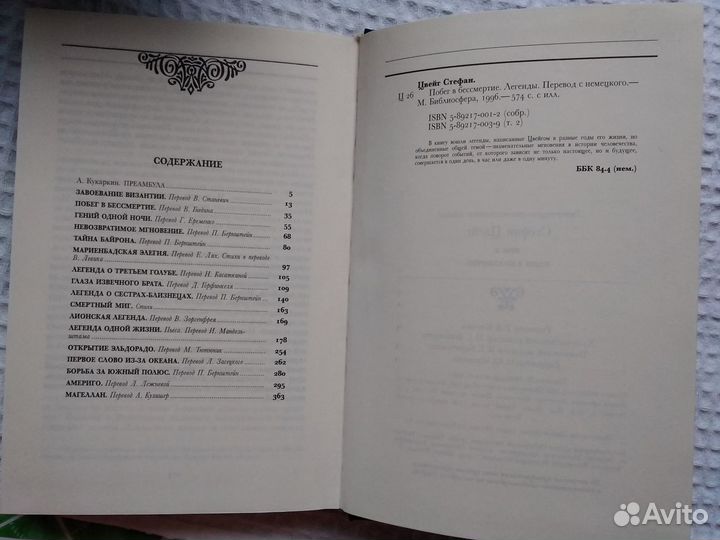 СОДЕРЖАНИЕ
А. Кукаркин. ПРЕАМБУЛА 5
ЗАВОЕВАНИЕ ВИЗАНТИИ. Перевод В. Станевич 13
ПОБЕГ В БЕССМЕРТИЕ. Перевод В. Топера 35
ГЕНИЙ ОДНОЙ НОЧИ. Перевод Г. Еременко 55
НЕВОЗВРАТИМОЕ МГНОВЕНИЕ. Перевод П. Бернштейн 68
ТАЙНА БАЙРОНА. Перевод П. Бернштейн 80
МАРИЕНБАДСКАЯ ЭЛЕГИЯ. Перевод Е. Лях. Стихи в переводе
В. Левика 97
ЛЕГЕНДА О ТРЕТЬЕМ ГОЛУБЕ. Перевод Н. Касаткиной 105
ГЛАЗА ИЗВЕЧНОГО БРАТА. Перевод Д. Горфинкеля 109
ЛЕГЕНДА О СЕСТРАХ-БЛИЗНЕЦАХ. Перевод П. Бернштейн 140
СМЕРТНЫЙ МИГ. Стихи 163
ЛИОНСКАЯ ЛЕГЕНДА. Перевод В. Зоргенфрея 169
ЛЕГЕНДА ОДНОЙ ЖИЗНИ. Пьеса. Перевод И. Мандель-
штама 178
ОТКРЫТИЕ ЭЛЬДОРАДО. Перевод М. Тютюник 254
ПЕРВОЕ СЛОВО ИЗ-ЗА ОКЕАНА. Перевод Л. Засецкого 262
БОРЬБА ЗА ЮЖНЫЙ ПОЛЮС. Перевод П. Бернштейн 280
АМЕРИГО. Перевод Л. Лежневой 295
МАГЕЛЛАН. Перевод А. Кулишер 363
Цвейг Стефан.
Ц 26 Побег в бессмертие. Легенды. Перевод с немецкого.—
М. Библиосфера, 1996.— 574 с. с илл.
ISBN 5-89217-001-2 (собр.)
ISBN 5-89217-003-9 (т. 2)
В книгу вошли легенды, написанные Цвейгом в разные годы его жизни, но
объединенные общей темой — знаменательные мгновения в истории человечества,
когда поворот событий, от которого зависят не только настоящее, но и будущее,
совершается в один день, в час или даже в одну минуту.
ББК 84.4 (нем.)
Avito